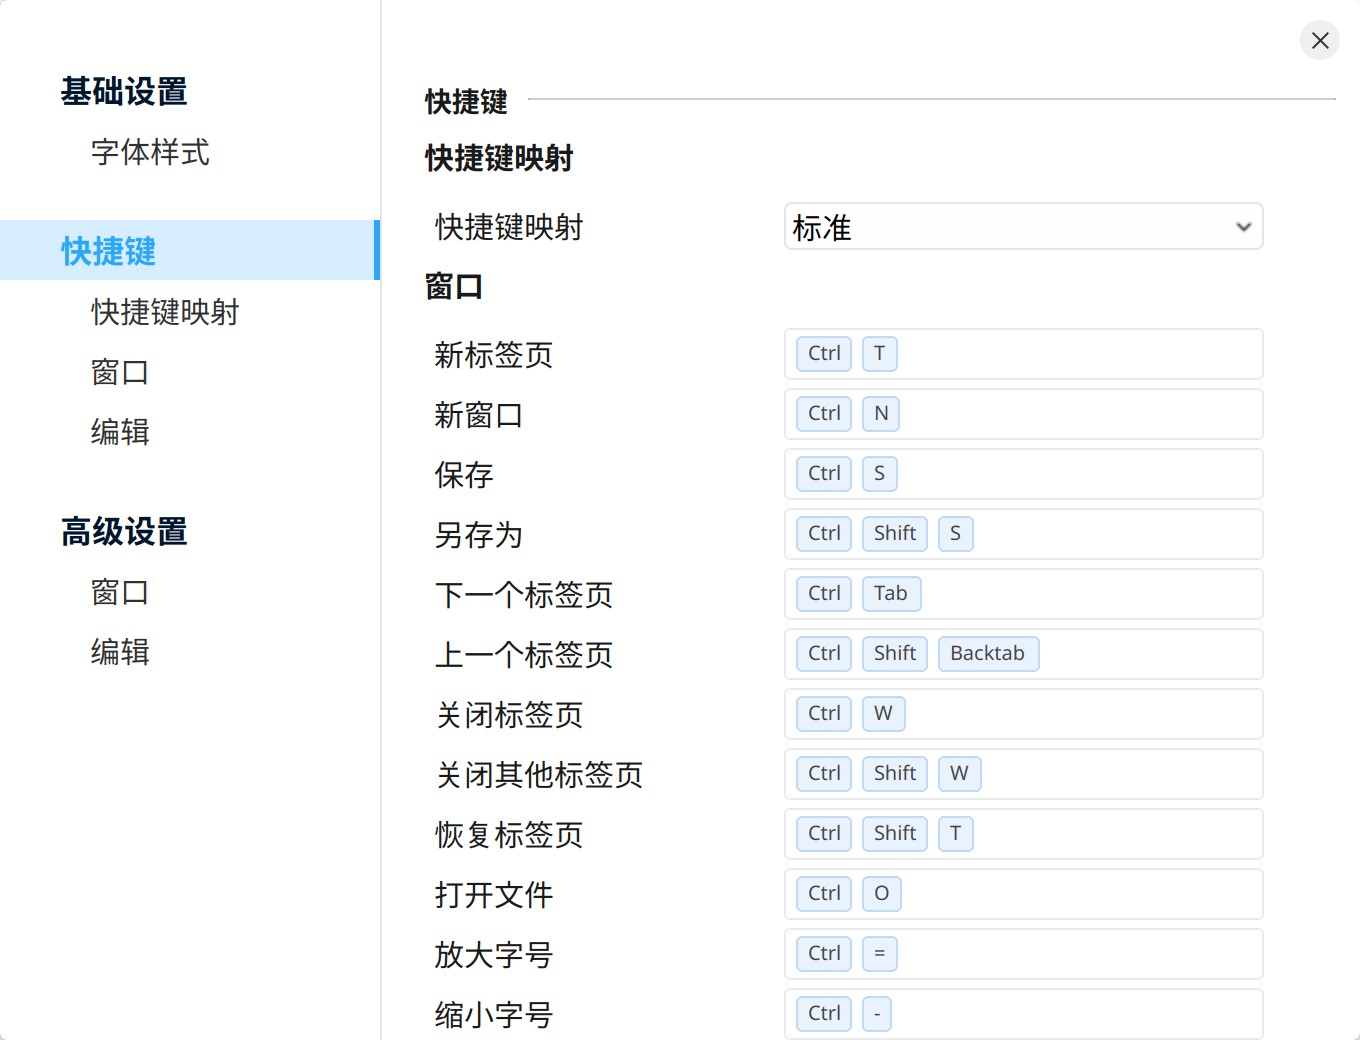 基础设置
字体样式
快捷键
快捷键映射
窗口
编辑
高级设置
窗口
编辑
快捷键
快捷键映射
快捷键映射 标准
窗口
新标签页 Ctrl T
新窗口 Ctrl N
保存 Ctrl S
另存为 Ctrl Shift S
下一个标签页 Ctrl Tab
上一个标签页 Ctrl Shift Backtab
关闭标签页 Ctrl W
关闭其他标签页 Ctrl Shift W
恢复标签页 Ctrl Shift T
打开文件 Ctrl O
放大字号 Ctrl =
缩小字号 Ctrl -